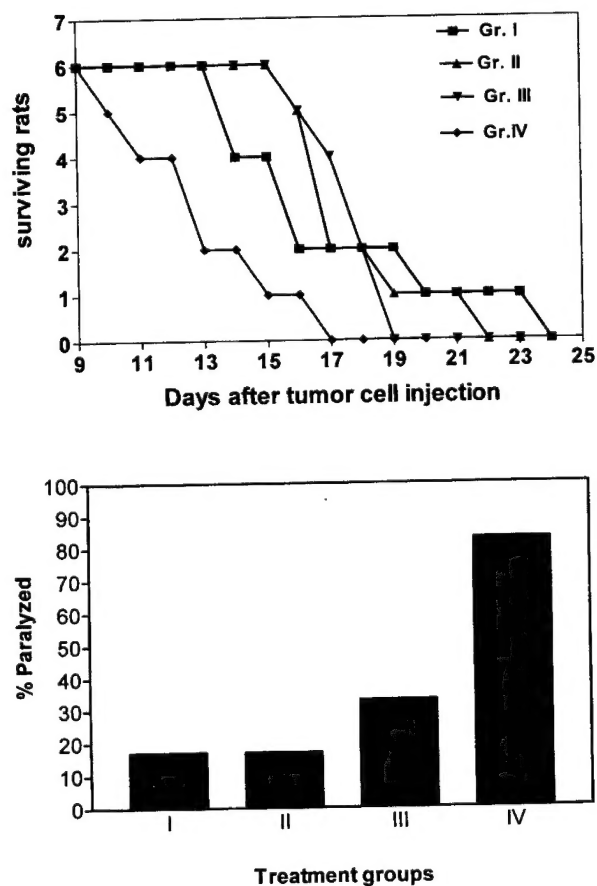 7
6
5
4
3
2
1
0
surviving rats
Gr. I
Gr. II
Gr. III
Gr.IV
9 11 13 15 17 19 21 23 25
Days after tumor cell injection
100
90
80
70
60
50
40
30
20
10
0
% Paralyzed
I II III IV
Treatment groups